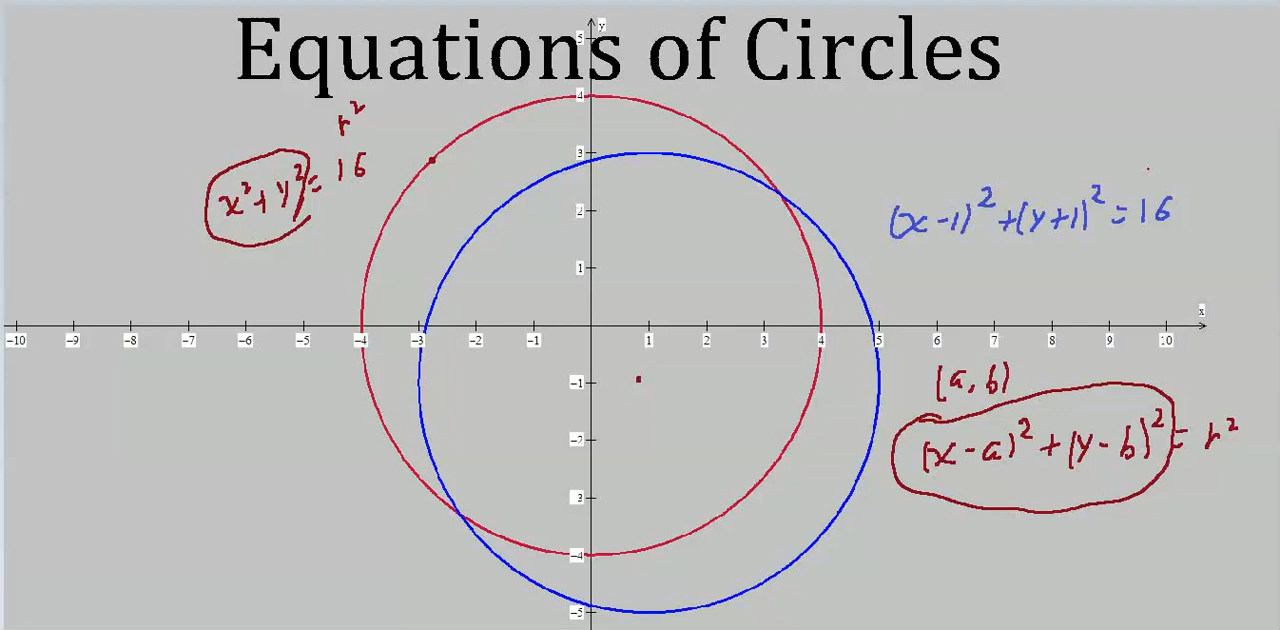 Equations of Circles
y
5
4
3
2
1
r²
x² + y² = 16
(x-1)² + (y+1)² = 16
x
-10 -9 -8 -7 -6 -5 -4 -3 -2 -1 1 2 3 4 5 6 7 8 9 10
(a, b)
(x-a)² + (y-b)² = r²
-1
-2
3
-4
-5